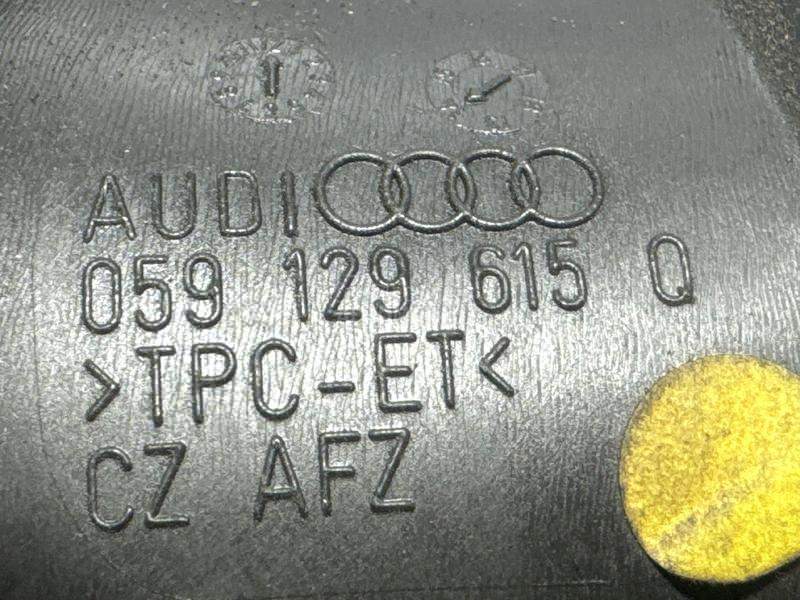 AUDI
059 129 615 Q
>TPC-ET<
CZ AFZ